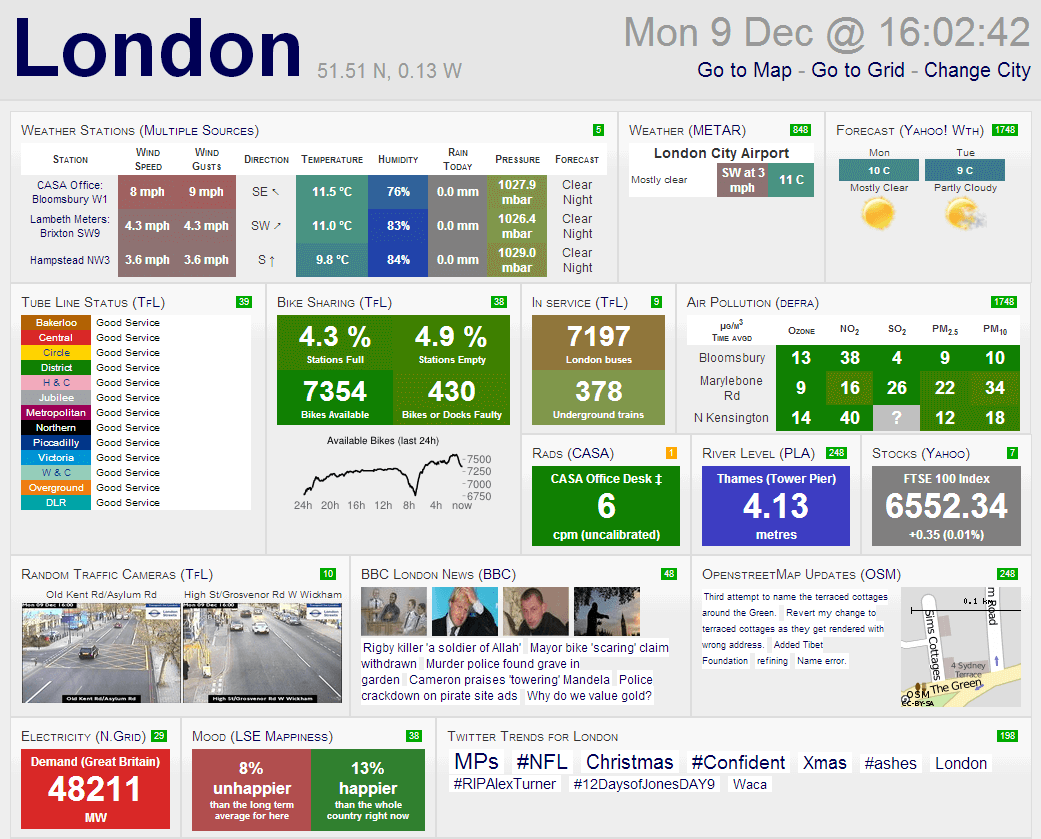 London 51.51 N, 0.13 W
Mon 9 Dec @ 16:02:42
Go to Map - Go to Grid - Change City
Weather Stations (Multiple Sources) 5
Station Wind Speed Wind Gusts Direction Temperature Humidity Rain Today Pressure Forecast
CASA Office: Bloomsbury W1 8 mph 9 mph SE ↖ 11.5 °C 76% 0.0 mm 1027.9 mbar Clear Night
Lambeth Meters: Brixton SW9 4.3 mph 4.3 mph SW ↗ 11.0 °C 83% 0.0 mm 1026.4 mbar Clear Night
Hampstead NW3 3.6 mph 3.6 mph S ↑ 9.8 °C 84% 0.0 mm 1029.0 mbar Clear Night
Weather (METAR) 848
London City Airport
Mostly clear SW at 3 mph 11 C
Forecast (Yahoo! Wth) 1748
Mon Tue
10 C 9 C
Mostly Clear Partly Cloudy
Tube Line Status (TfL) 39
Bakerloo Good Service
Central Good Service
Circle Good Service
District Good Service
H & C Good Service
Jubilee Good Service
Metropolitan Good Service
Northern Good Service
Piccadilly Good Service
Victoria Good Service
W & C Good Service
Overground Good Service
DLR Good Service
Bike Sharing (TfL) 38
4.3 % 4.9 %
Stations Full Stations Empty
7354 430
Bikes Available Bikes or Docks Faulty
Available Bikes (last 24h)
7500
7250
7000
6750
24h 20h 16h 12h 8h 4h now
In service (TfL) 9
7197
London buses
378
Underground trains
Air Pollution (defra) 1748
µg/m³ Time avgd Ozone NO2 SO2 PM2.5 PM10
Bloomsbury 13 38 4 9 10
Marylebone Rd 9 16 26 22 34
N Kensington 14 40 ? 12 18
Rads (CASA) 1
CASA Office Desk ‡
6
cpm (uncalibrated)
River Level (PLA) 248
Thames (Tower Pier)
4.13
metres
Stocks (Yahoo) 7
FTSE 100 Index
6552.34
+0.35 (0.01%)
Random Traffic Cameras (TfL) 10
Old Kent Rd/Asylum Rd High St/Grosvenor Rd W Wickham
Mon 09 Dec 16:00 Mon 09 Dec 16:00
Old Kent Rd/Asylum Rd High St/Grosvenor Rd W Wickham
BBC London News (BBC) 48
Rigby killer 'a soldier of Allah' Mayor bike 'scaring' claim
withdrawn Murder police found grave in
garden Cameron praises 'towering' Mandela Police
crackdown on pirate site ads Why do we value gold?
OpenstreetMap Updates (OSM) 248
Third attempt to name the terraced cottages
around the Green. Revert my change to
terraced cottages as they get rendered with
wrong address. Added Tibet
Foundation refining Name error.
0.1 km
m Road
Sims Cottages
4 Sydney Terrace
The Green
OSM
CC-BY-SA
Electricity (N.Grid) 29
Demand (Great Britain)
48211
MW
Mood (LSE Mappiness) 38
8% 13%
unhappier happier
than the long term than the whole
average for here country right now
Twitter Trends for London 198
MPs #NFL Christmas #Confident Xmas #ashes London
#RIPAlexTurner #12DaysofJonesDAY9 Waca